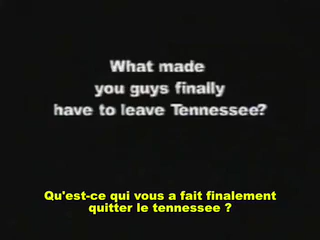 What made
you guys finally
have to leave Tennessee?
Qu'est-ce qui vous a fait finalement
quitter le tennessee ?